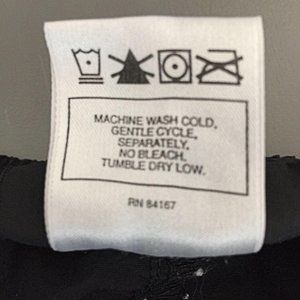 MACHINE WASH COLD,
GENTLE CYCLE,
SEPARATELY,
NO BLEACH.
TUMBLE DRY LOW.
RN 84167